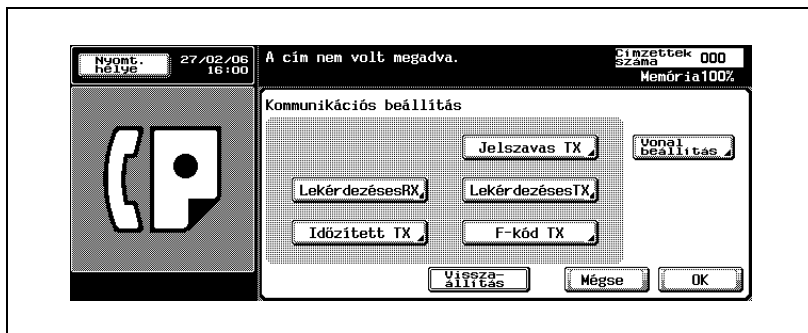 Nyomt.
helye
27/02/06
16:00
A cím nem volt megadva.
Címzettek
száma
000
Memória100%
Kommunikációs beállítás
Jelszavas TX
Vonal
beállítás
LekérdezésesRX
LekérdezésesTX
Időzített TX
F-kód TX
Vissza-
állítás
Mégse
OK